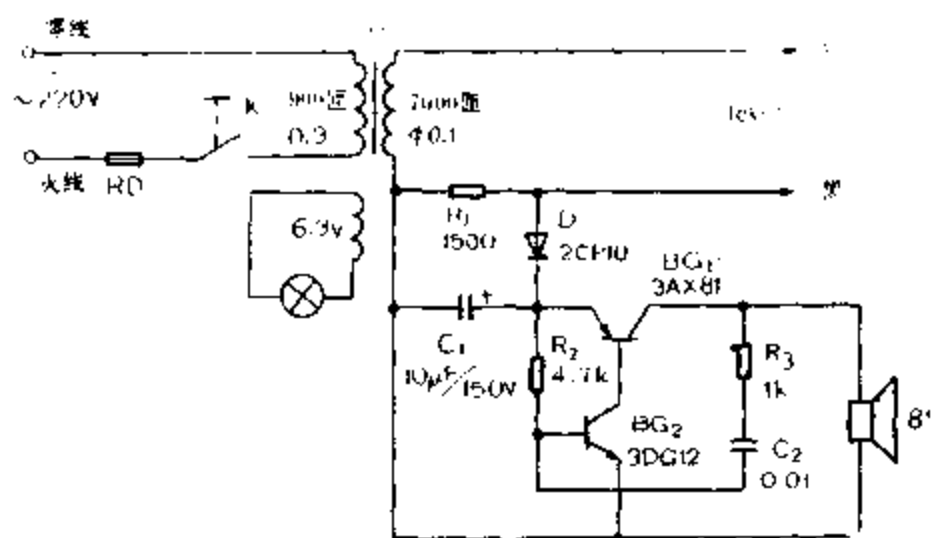 零线
~220V
K
900匝
0.3
7000匝
φ0.1
火线
RD
6.3V
R1
150Ω
D
2CP10
BG1
3AX81
C1
10μF/150V
R2
4.7k
R3
1k
BG2
3DG12
C2
0.01